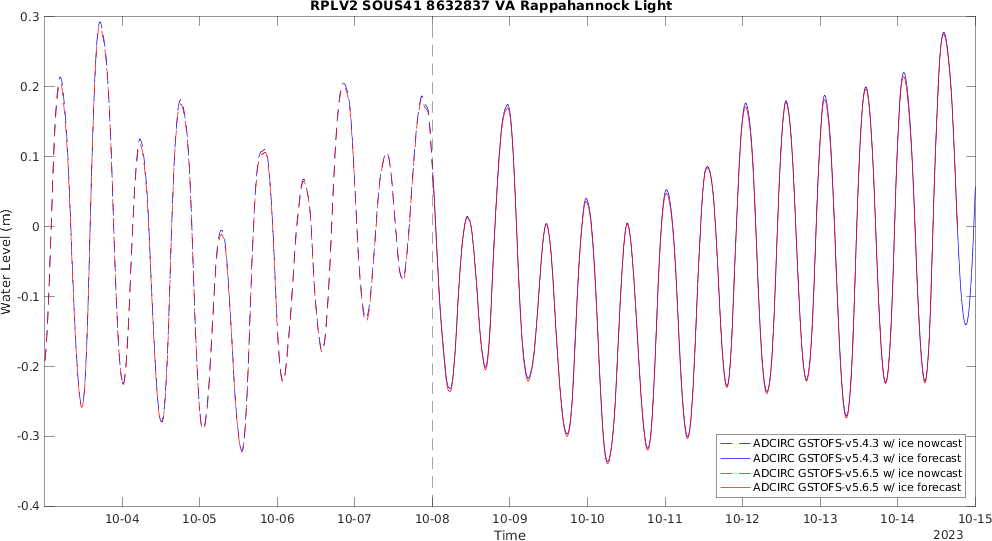 RPLV2 SOUS41 8632837 VA Rappahannock Light
0.3
0.2
0.1
0
-0.1
-0.2
-0.3
-0.4
Water Level (m)
ADCIRC GSTOFS-v5.4.3 w/ ice nowcast
ADCIRC GSTOFS-v5.4.3 w/ ice forecast
ADCIRC GSTOFS-v5.6.5 w/ ice nowcast
ADCIRC GSTOFS-v5.6.5 w/ ice forecast
10-04 10-05 10-06 10-07 10-08 10-09 10-10 10-11 10-12 10-13 10-14 10-15
Time
2023